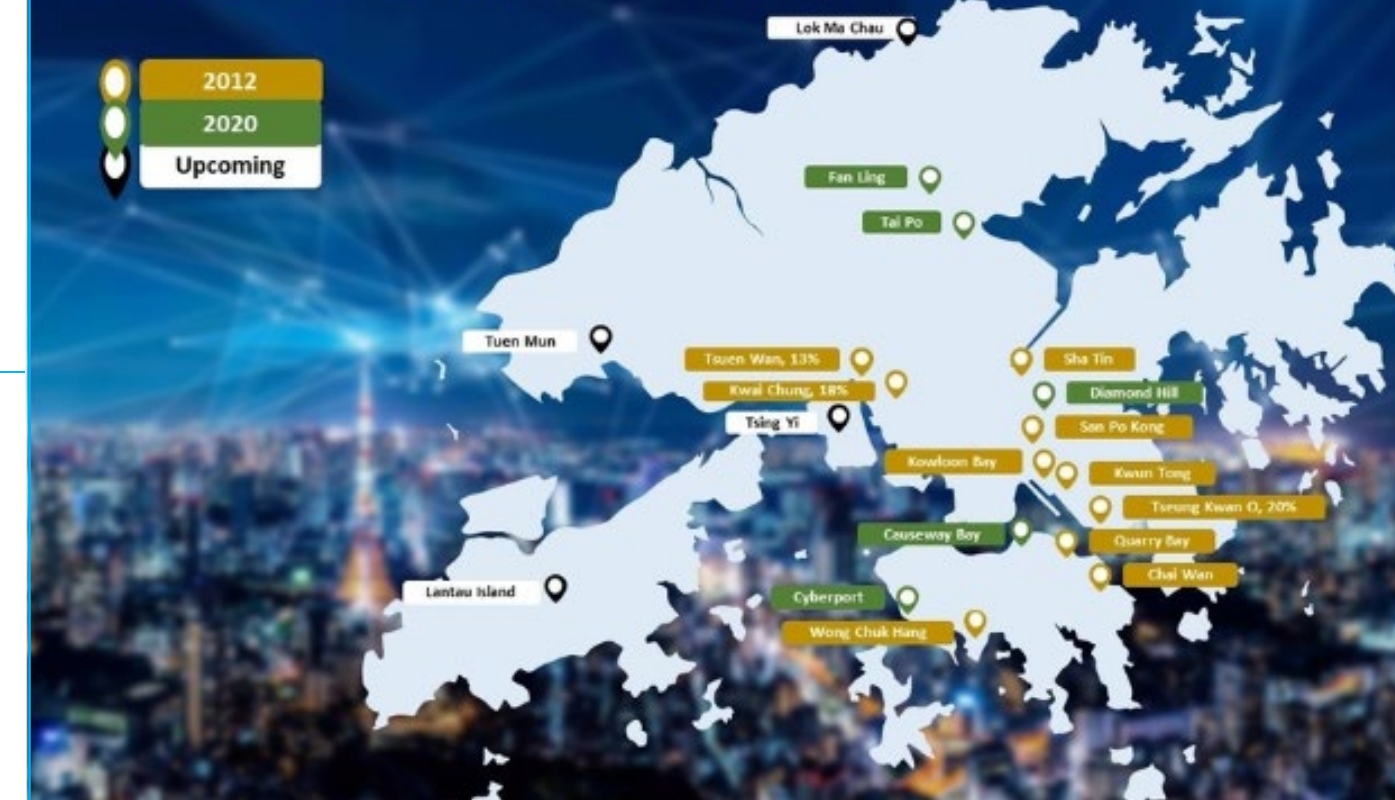 Lok Ma Chau
2012
2020
Upcoming
Fan Ling
Tai Po
Tuen Mun
Tsuen Wan, 13%
Sha Tin
Kwai Chung, 18%
Diamond Hill
Tsing Yi
San Po Kong
Kowloon Bay
Kwun Tong
Tseung Kwan O, 20%
Causeway Bay
Quarry Bay
Chai Wan
Lantau Island
Cyberport
Wong Chuk Hang